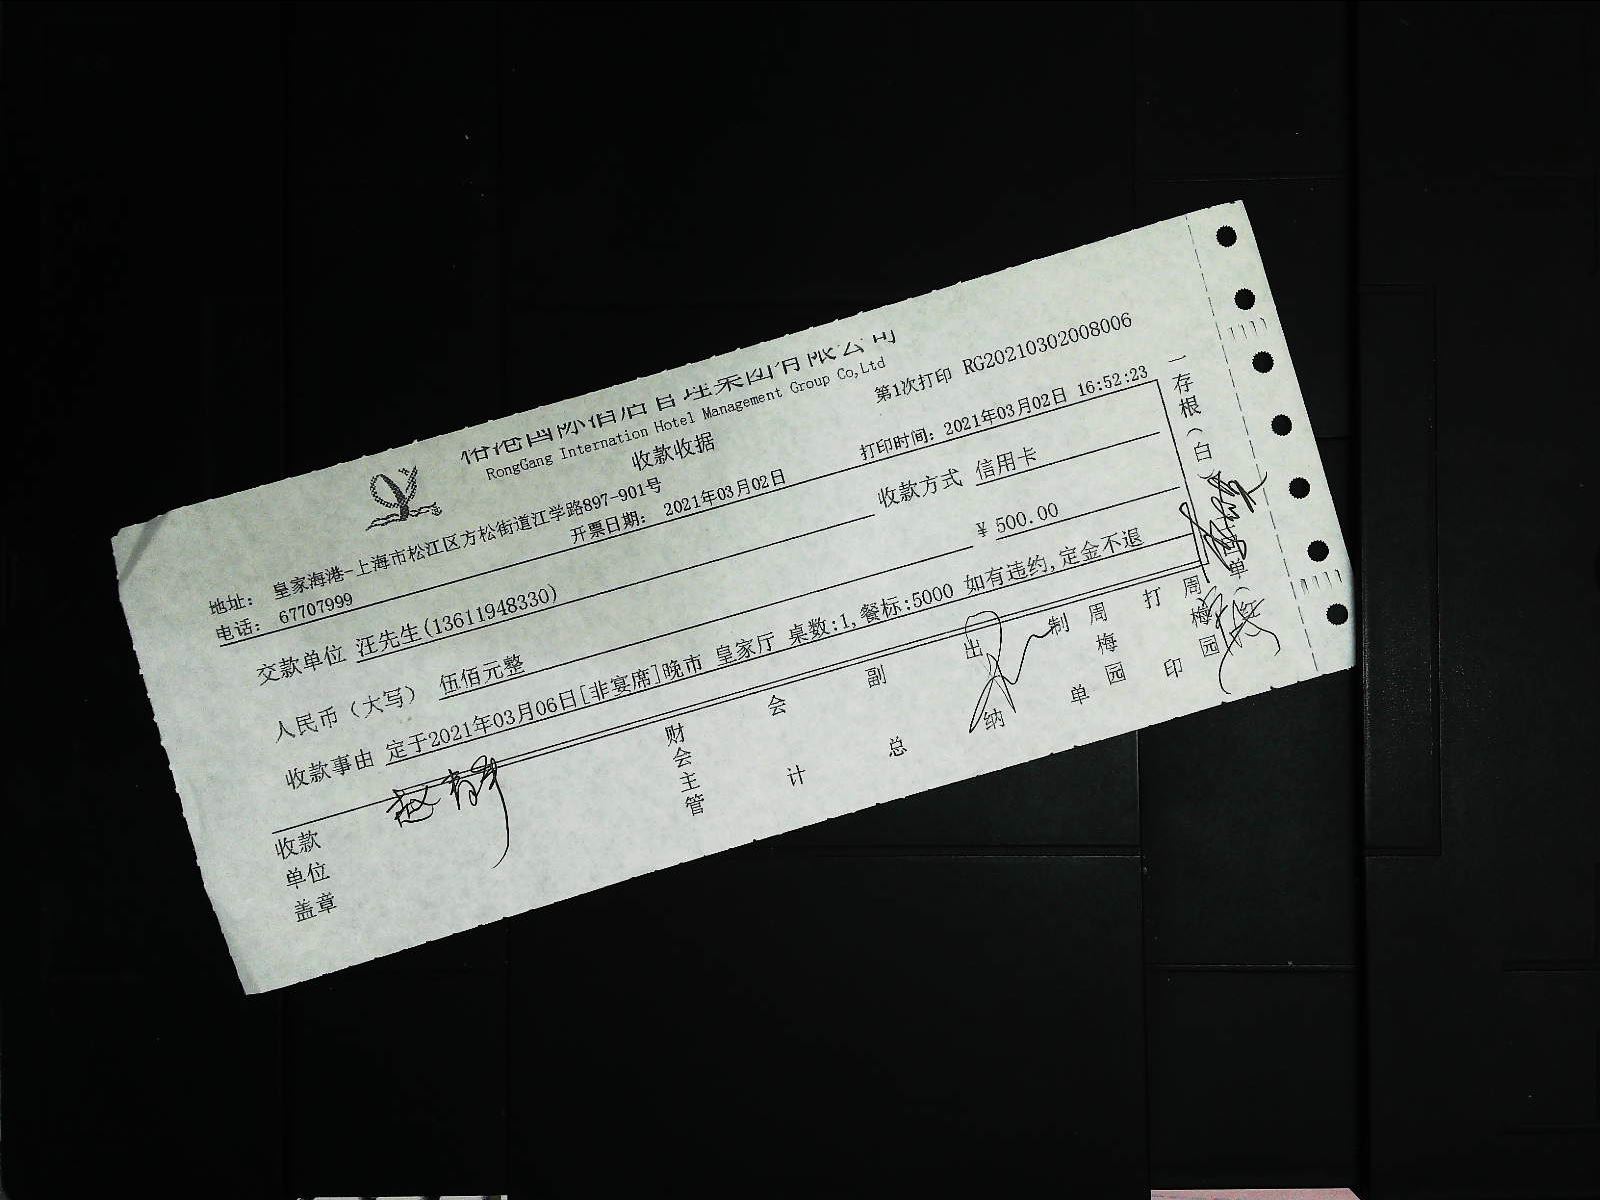 RongGang Internation Hotel Management Group Co,Ltd
收款收据
第1次打印 RG20210302008006
地址： 皇家海港-上海市松江区方松街道江学路897-901号
电话： 67707999
开票日期： 2021年03月02日
打印时间：2021年03月02日 16:52:23
交款单位 汪先生(13611948330)
收款方式 信用卡
人民币（大写） 伍佰元整
¥ 500.00
收款事由 定于2021年03月06日[非宴席]晚市 皇家厅 桌数:1,餐标:5000 如有违约,定金不退
收款单位盖章
赵静
财会主管
会计
副总
出纳
制单
周梅园
打印
周梅园
一存根（白
单